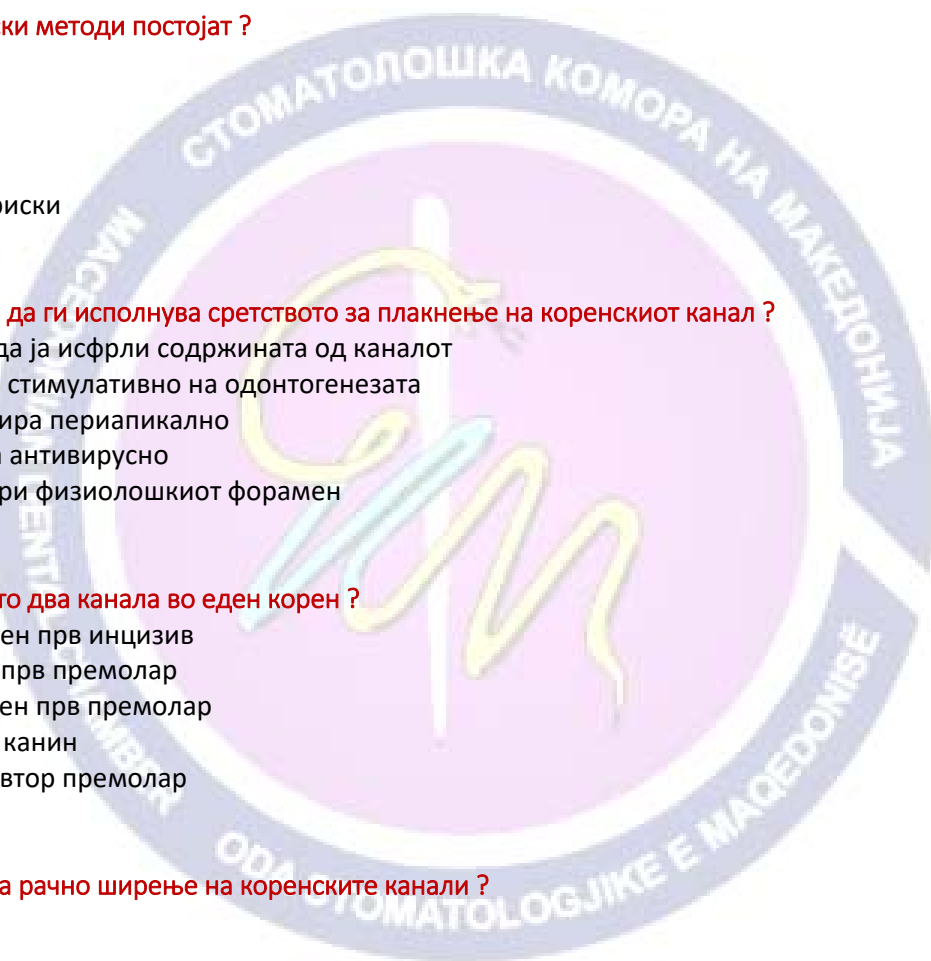 ски методи постојат ?
риски
да ги исполнува сретството за плакнење на коренскиот канал ?
да ја исфрли содржината од каналот
стимулативно на одонтогенезата
ира периапикално
антивирусно
ри физиолошкиот форамен
то два канала во еден корен ?
ен прв инцизив
прв премолар
ен прв премолар
канин
втор премолар
а рачно ширење на коренските канали ?
СТОМАТОЛОШКА КОМОРА НА МАКЕДОНИЈА
ODA STOMATOLOGJIKE E MAQEDONISË